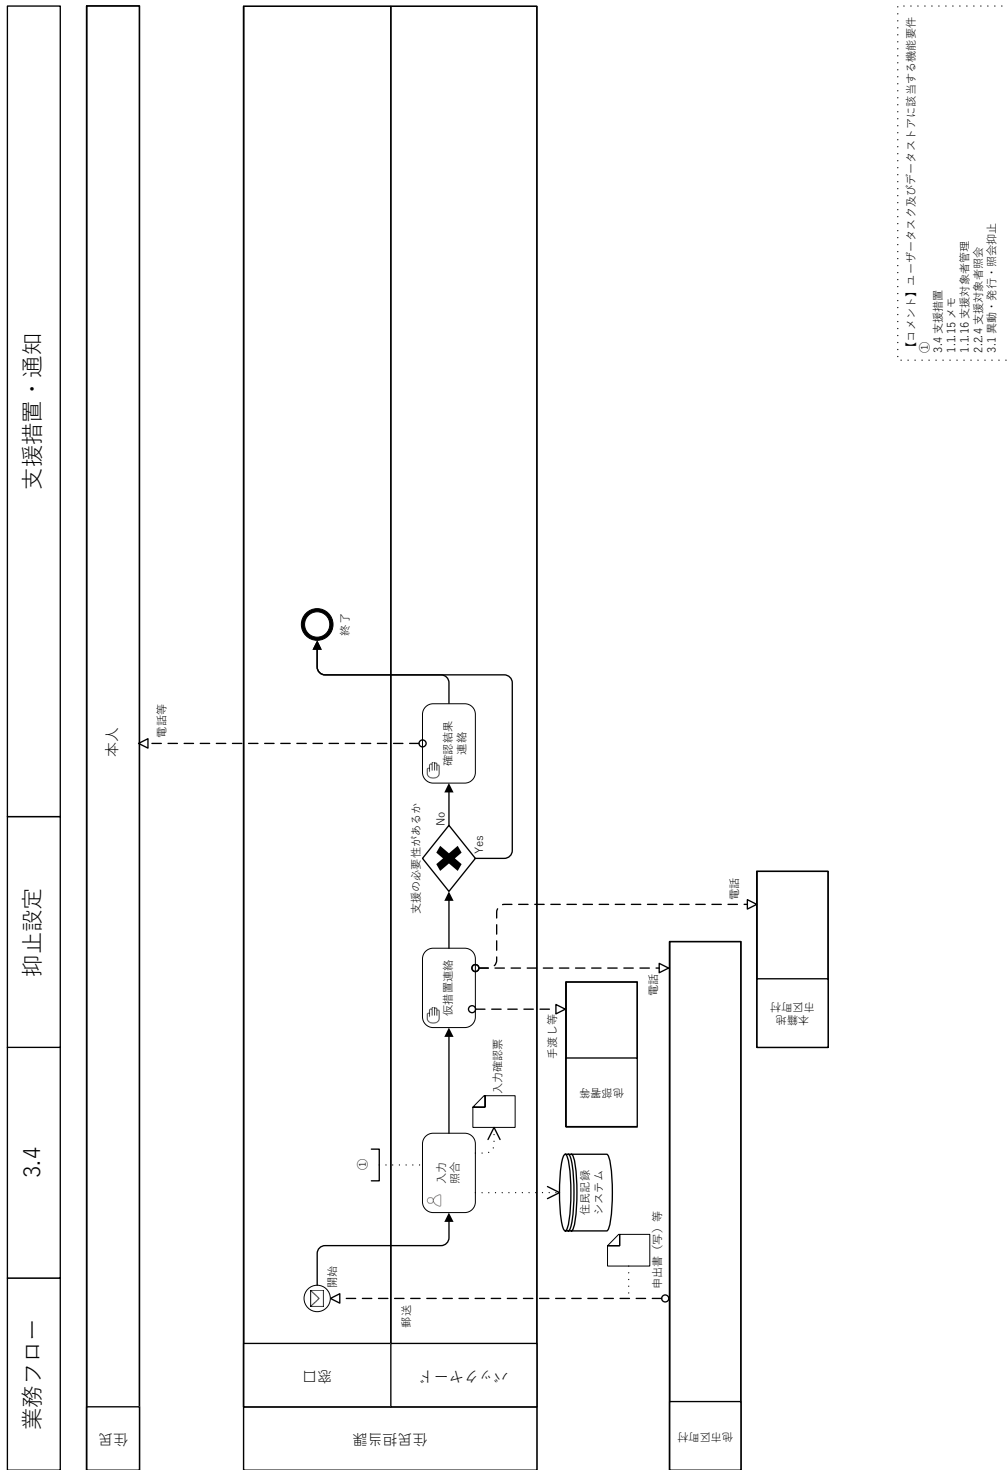 業務フロー
3.4
抑止設定
支援措置・通知
住民
本人
電話等
住民担当課
窓口
バックヤード
開始
郵送
①
入力
照合
入力確認票
住民記録
システム
仮措置連絡
手渡し等
電話
電話
支援の必要性があるか
No
Yes
確認結果
連絡
終了
他部署等
申出書（写）等
他市区町村
本籍地
市区町村
【コメント】ユーザータスク及びデータストアに該当する機能要件
①
3.4 支援措置
1.1.15 メモ
1.1.16 支援対象者管理
2.2.4 支援対象者照会
3.1 異動・発行・照会抑止